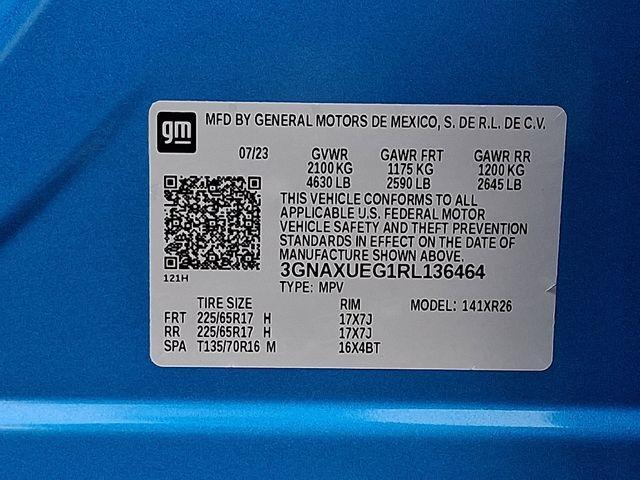 gm MFD BY GENERAL MOTORS DE MEXICO, S. DE R.L. DE C.V.
07/23 GVWR GAWR FRT GAWR RR
2100 KG 1175 KG 1200 KG
4630 LB 2590 LB 2645 LB
THIS VEHICLE CONFORMS TO ALL
APPLICABLE U.S. FEDERAL MOTOR
VEHICLE SAFETY AND THEFT PREVENTION
STANDARDS IN EFFECT ON THE DATE OF
MANUFACTURE SHOWN ABOVE.
3GNAXUEG1RL136464
121H
TYPE: MPV
TIRE SIZE RIM MODEL: 141XR26
FRT 225/65R17 H 17X7J
RR 225/65R17 H 17X7J
SPA T135/70R16 M 16X4BT